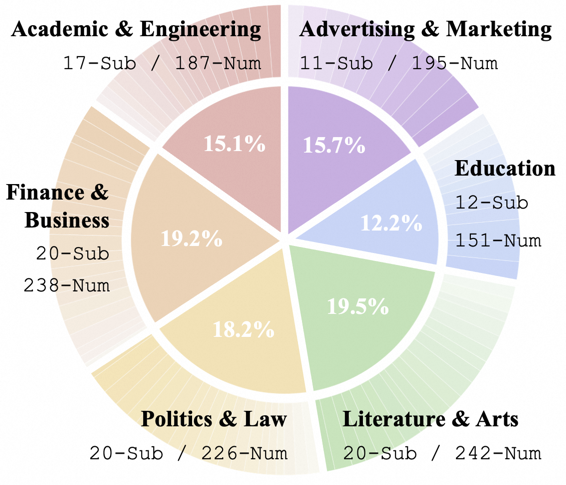 Academic & Engineering
17-Sub / 187-Num
Advertising & Marketing
11-Sub / 195-Num
15.1%
15.7%
Education
12-Sub
151-Num
12.2%
Finance &
Business
20-Sub
238-Num
19.2%
19.5%
18.2%
Politics & Law
20-Sub / 226-Num
Literature & Arts
20-Sub / 242-Num